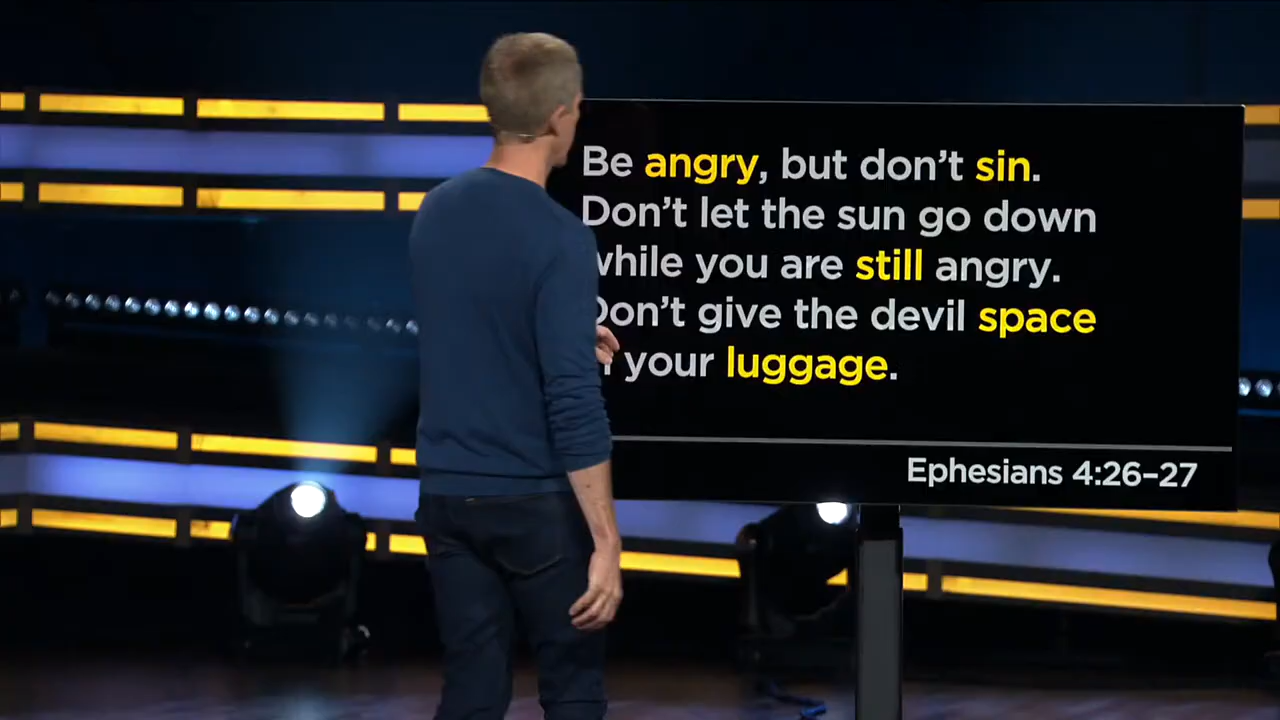 Be angry, but don't sin.
Don't let the sun go down
while you are still angry.
Don't give the devil space
your luggage.
Ephesians 4:26–27